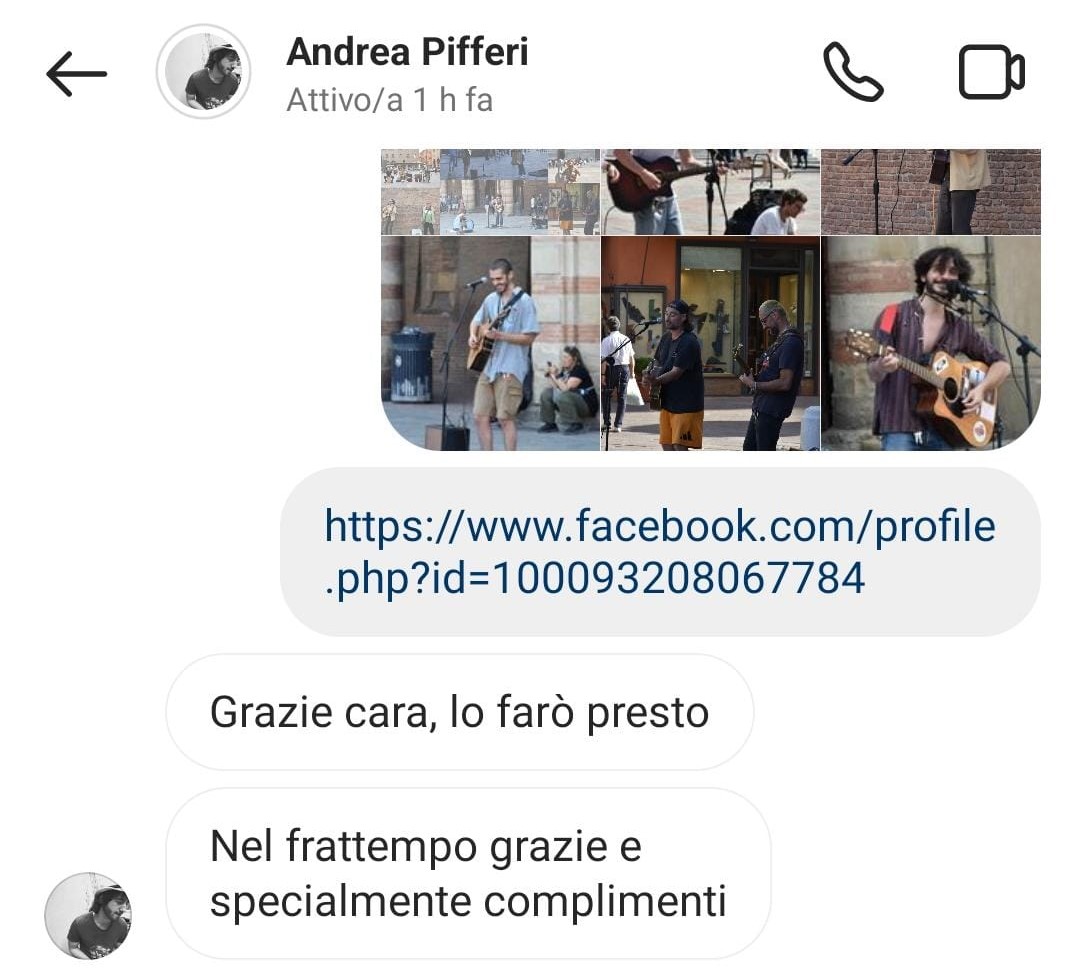 Andrea Pifferi
Attivo/a 1 h fa
https://www.facebook.com/profile
.php?id=100093208067784
Grazie cara, lo farò presto
Nel frattempo grazie e
specialmente complimenti